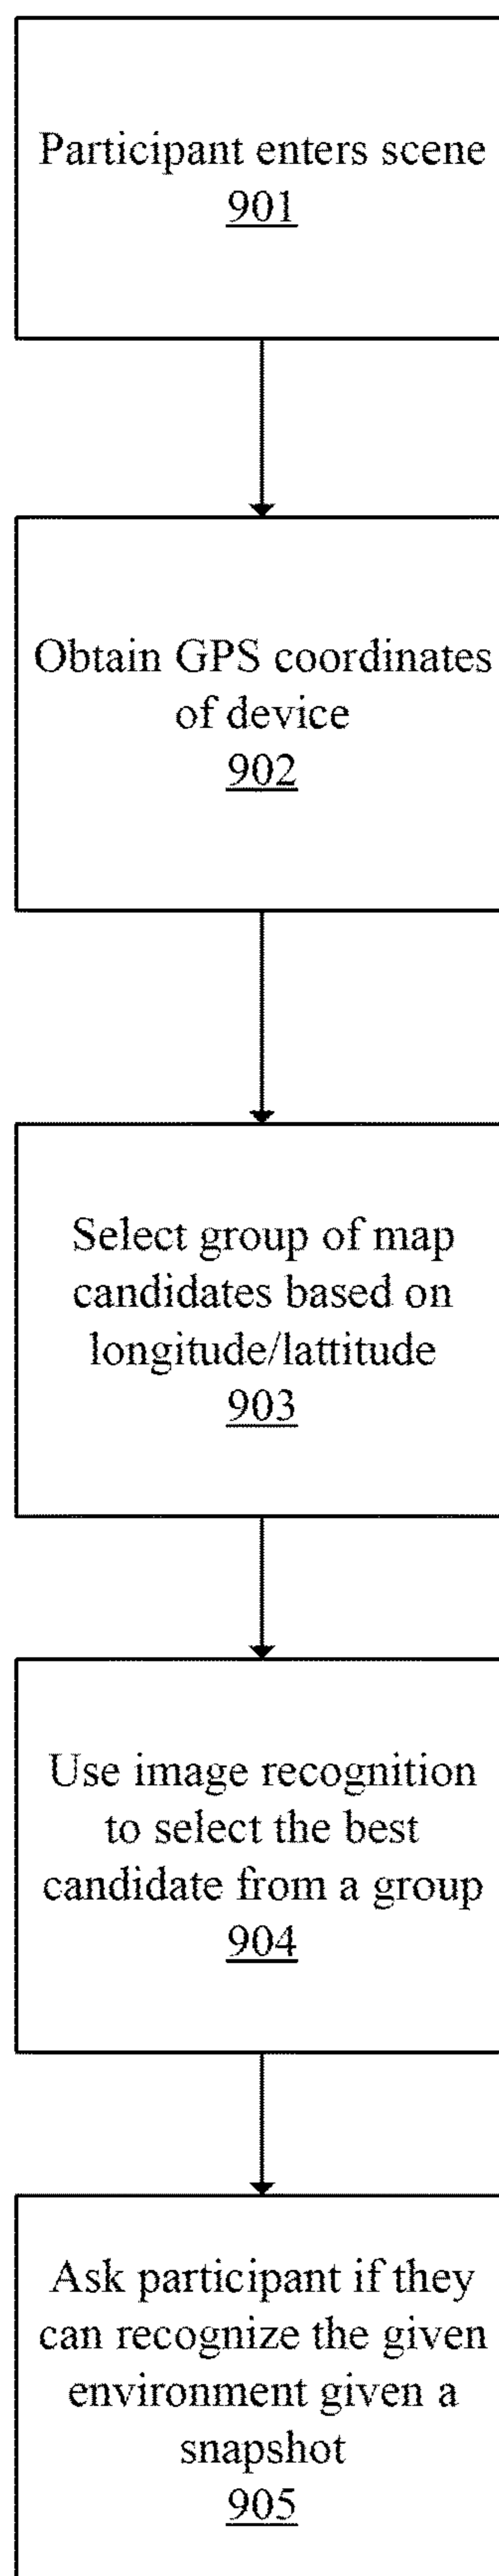 Participant enters scene
901
Obtain GPS coordinates
of device
902
Select group of map
candidates based on
longitude/lattitude
903
Use image recognition
to select the best
candidate from a group
904
Ask participant if they
can recognize the given
environment given a
snapshot
905